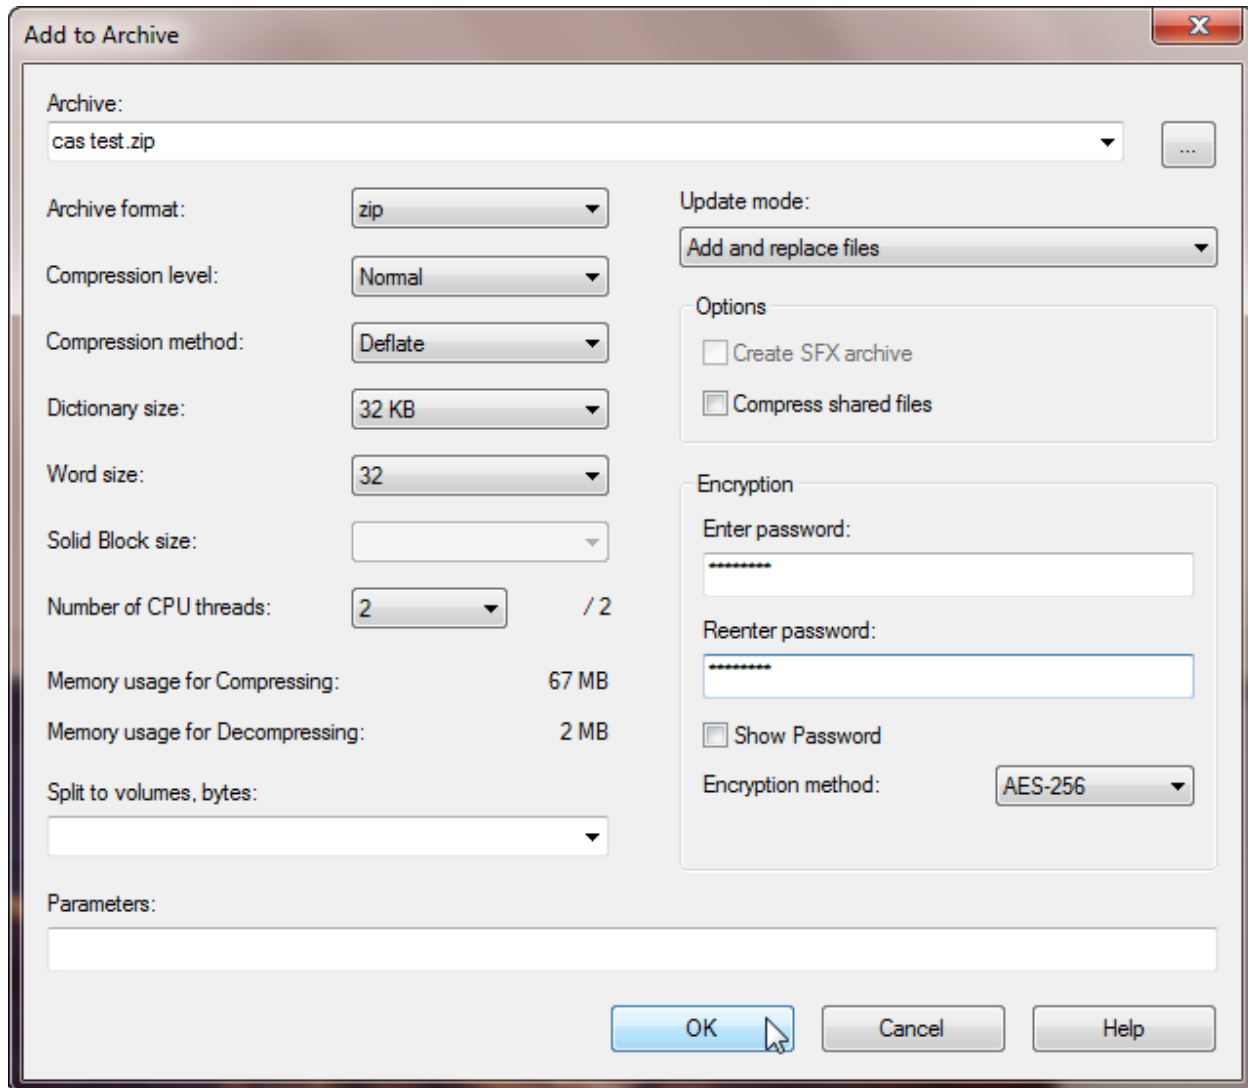 Add to Archive
Archive:
cas test.zip
...
Archive format:
zip
Compression level:
Normal
Compression method:
Deflate
Dictionary size:
32 KB
Word size:
32
Solid Block size:
Number of CPU threads:
2
/ 2
Memory usage for Compressing:
67 MB
Memory usage for Decompressing:
2 MB
Split to volumes, bytes:
Update mode:
Add and replace files
Options
Create SFX archive
Compress shared files
Encryption
Enter password:
********
Reenter password:
********
Show Password
Encryption method:
AES-256
Parameters:
OK
Cancel
Help